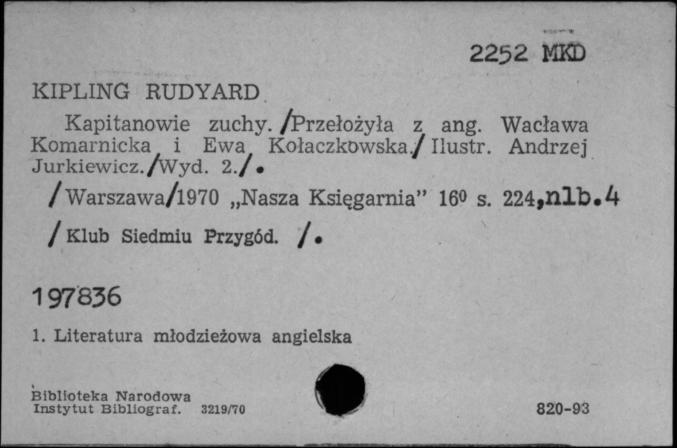 2252 MKD
KIPLING RUDYARD
Kapitanowie zuchy. /Przełożyła z ang. Wacława
Komarnicka i Ewa Kołaczkowska./ Ilustr. Andrzej
Jurkiewicz./Wyd. 2./.
/ Warszawa/1970 „Nasza Księgarnia” 16⁰ s. 224,nlb.4
/ Klub Siedmiu Przygód. /.
197836
1. Literatura młodzieżowa angielska
Biblioteka Narodowa
Instytut Bibliograf. 3219/70
820-93